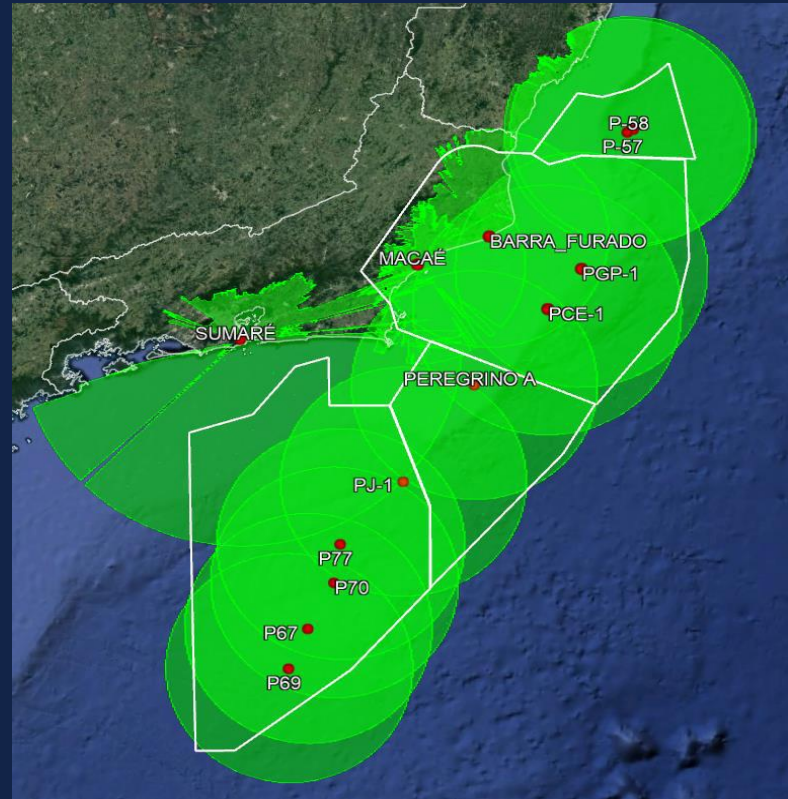 P-58
P-57
BARRA_FURADO
MACAÉ
PGP-1
PCE-1
SUMARÉ
PEREGRINO A
PJ-1
P77
P70
P67
P69